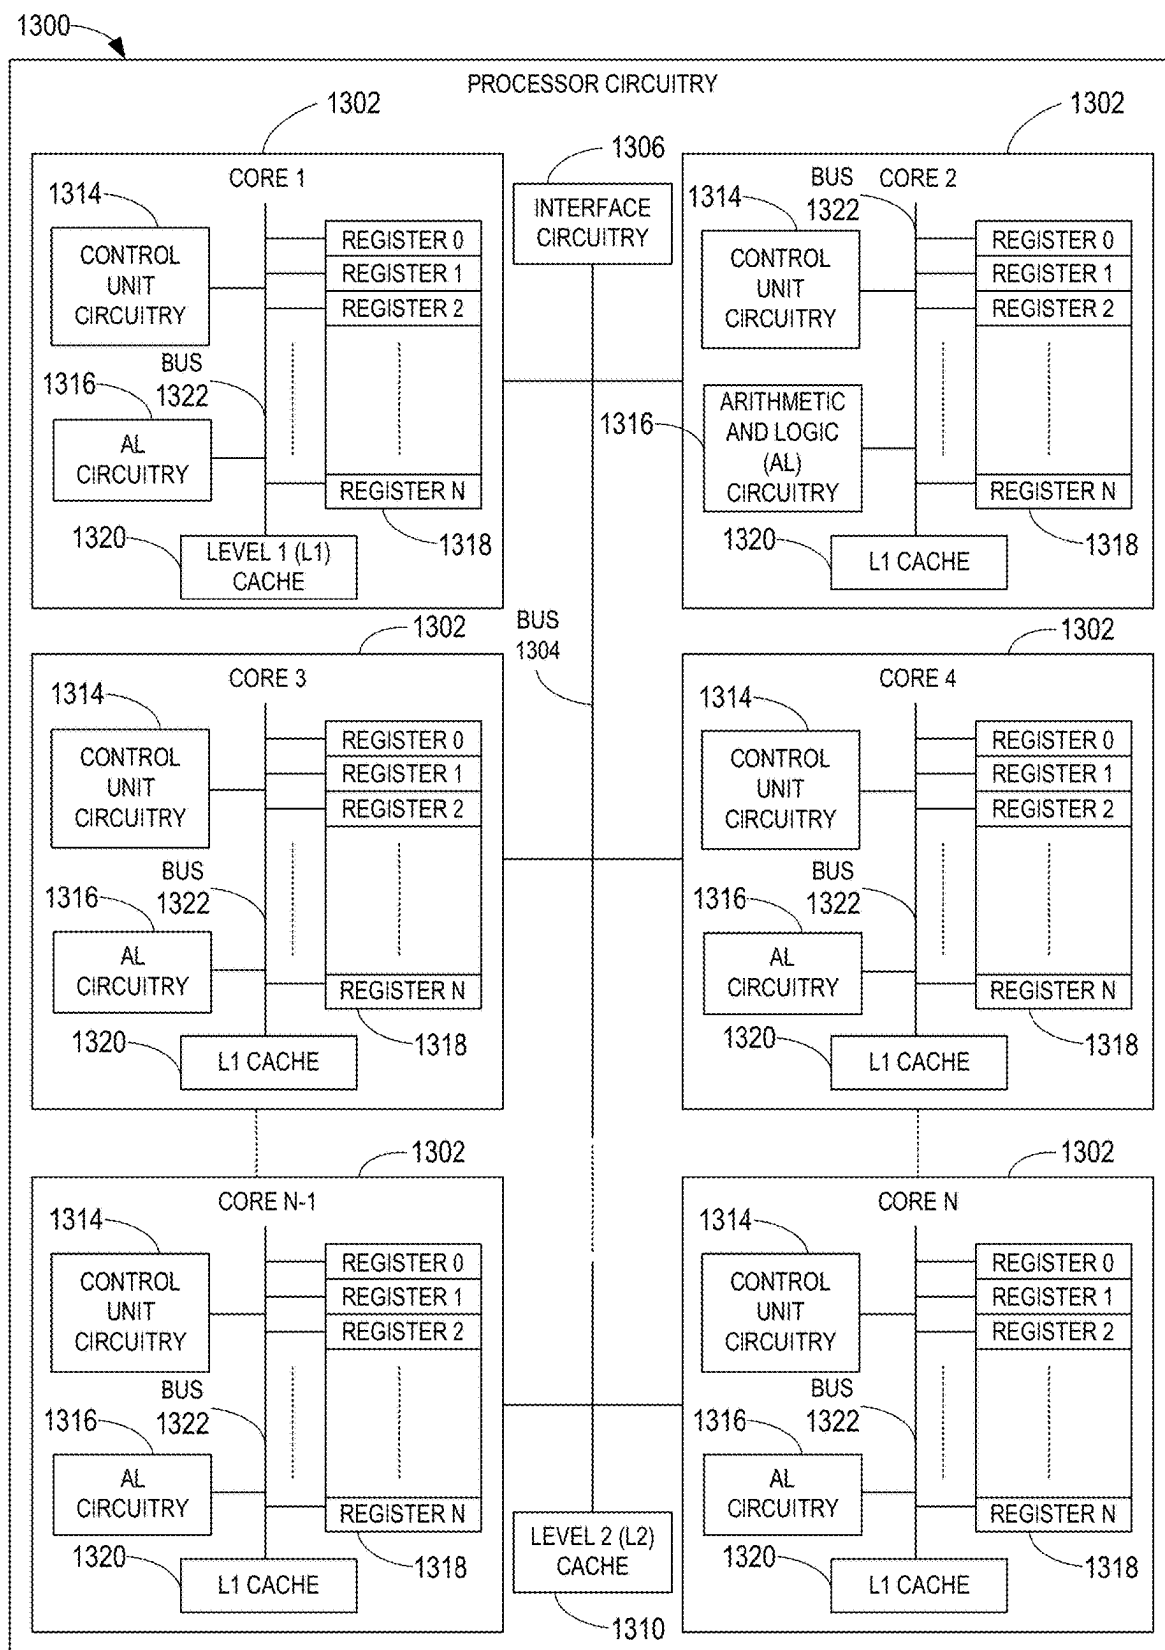 1300
PROCESSOR CIRCUITRY
1302
CORE 1
1314
CONTROL
UNIT
CIRCUITRY
REGISTER 0
REGISTER 1
REGISTER 2
BUS
1322
1316
AL
CIRCUITRY
REGISTER N
1318
1320
LEVEL 1 (L1)
CACHE
1306
INTERFACE
CIRCUITRY
1302
BUS
1322
CORE 2
1314
CONTROL
UNIT
CIRCUITRY
REGISTER 0
REGISTER 1
REGISTER 2
1316
ARITHMETIC
AND LOGIC
(AL)
CIRCUITRY
REGISTER N
1318
1320
L1 CACHE
BUS
1304
1302
CORE 3
1314
CONTROL
UNIT
CIRCUITRY
REGISTER 0
REGISTER 1
REGISTER 2
BUS
1322
1316
AL
CIRCUITRY
REGISTER N
1318
1320
L1 CACHE
1302
CORE 4
1314
CONTROL
UNIT
CIRCUITRY
REGISTER 0
REGISTER 1
REGISTER 2
BUS
1322
1316
AL
CIRCUITRY
REGISTER N
1318
1320
L1 CACHE
1302
CORE N-1
1314
CONTROL
UNIT
CIRCUITRY
REGISTER 0
REGISTER 1
REGISTER 2
BUS
1322
1316
AL
CIRCUITRY
REGISTER N
1318
1320
L1 CACHE
LEVEL 2 (L2)
CACHE
1310
1302
CORE N
1314
CONTROL
UNIT
CIRCUITRY
REGISTER 0
REGISTER 1
REGISTER 2
BUS
1322
1316
AL
CIRCUITRY
REGISTER N
1318
1320
L1 CACHE